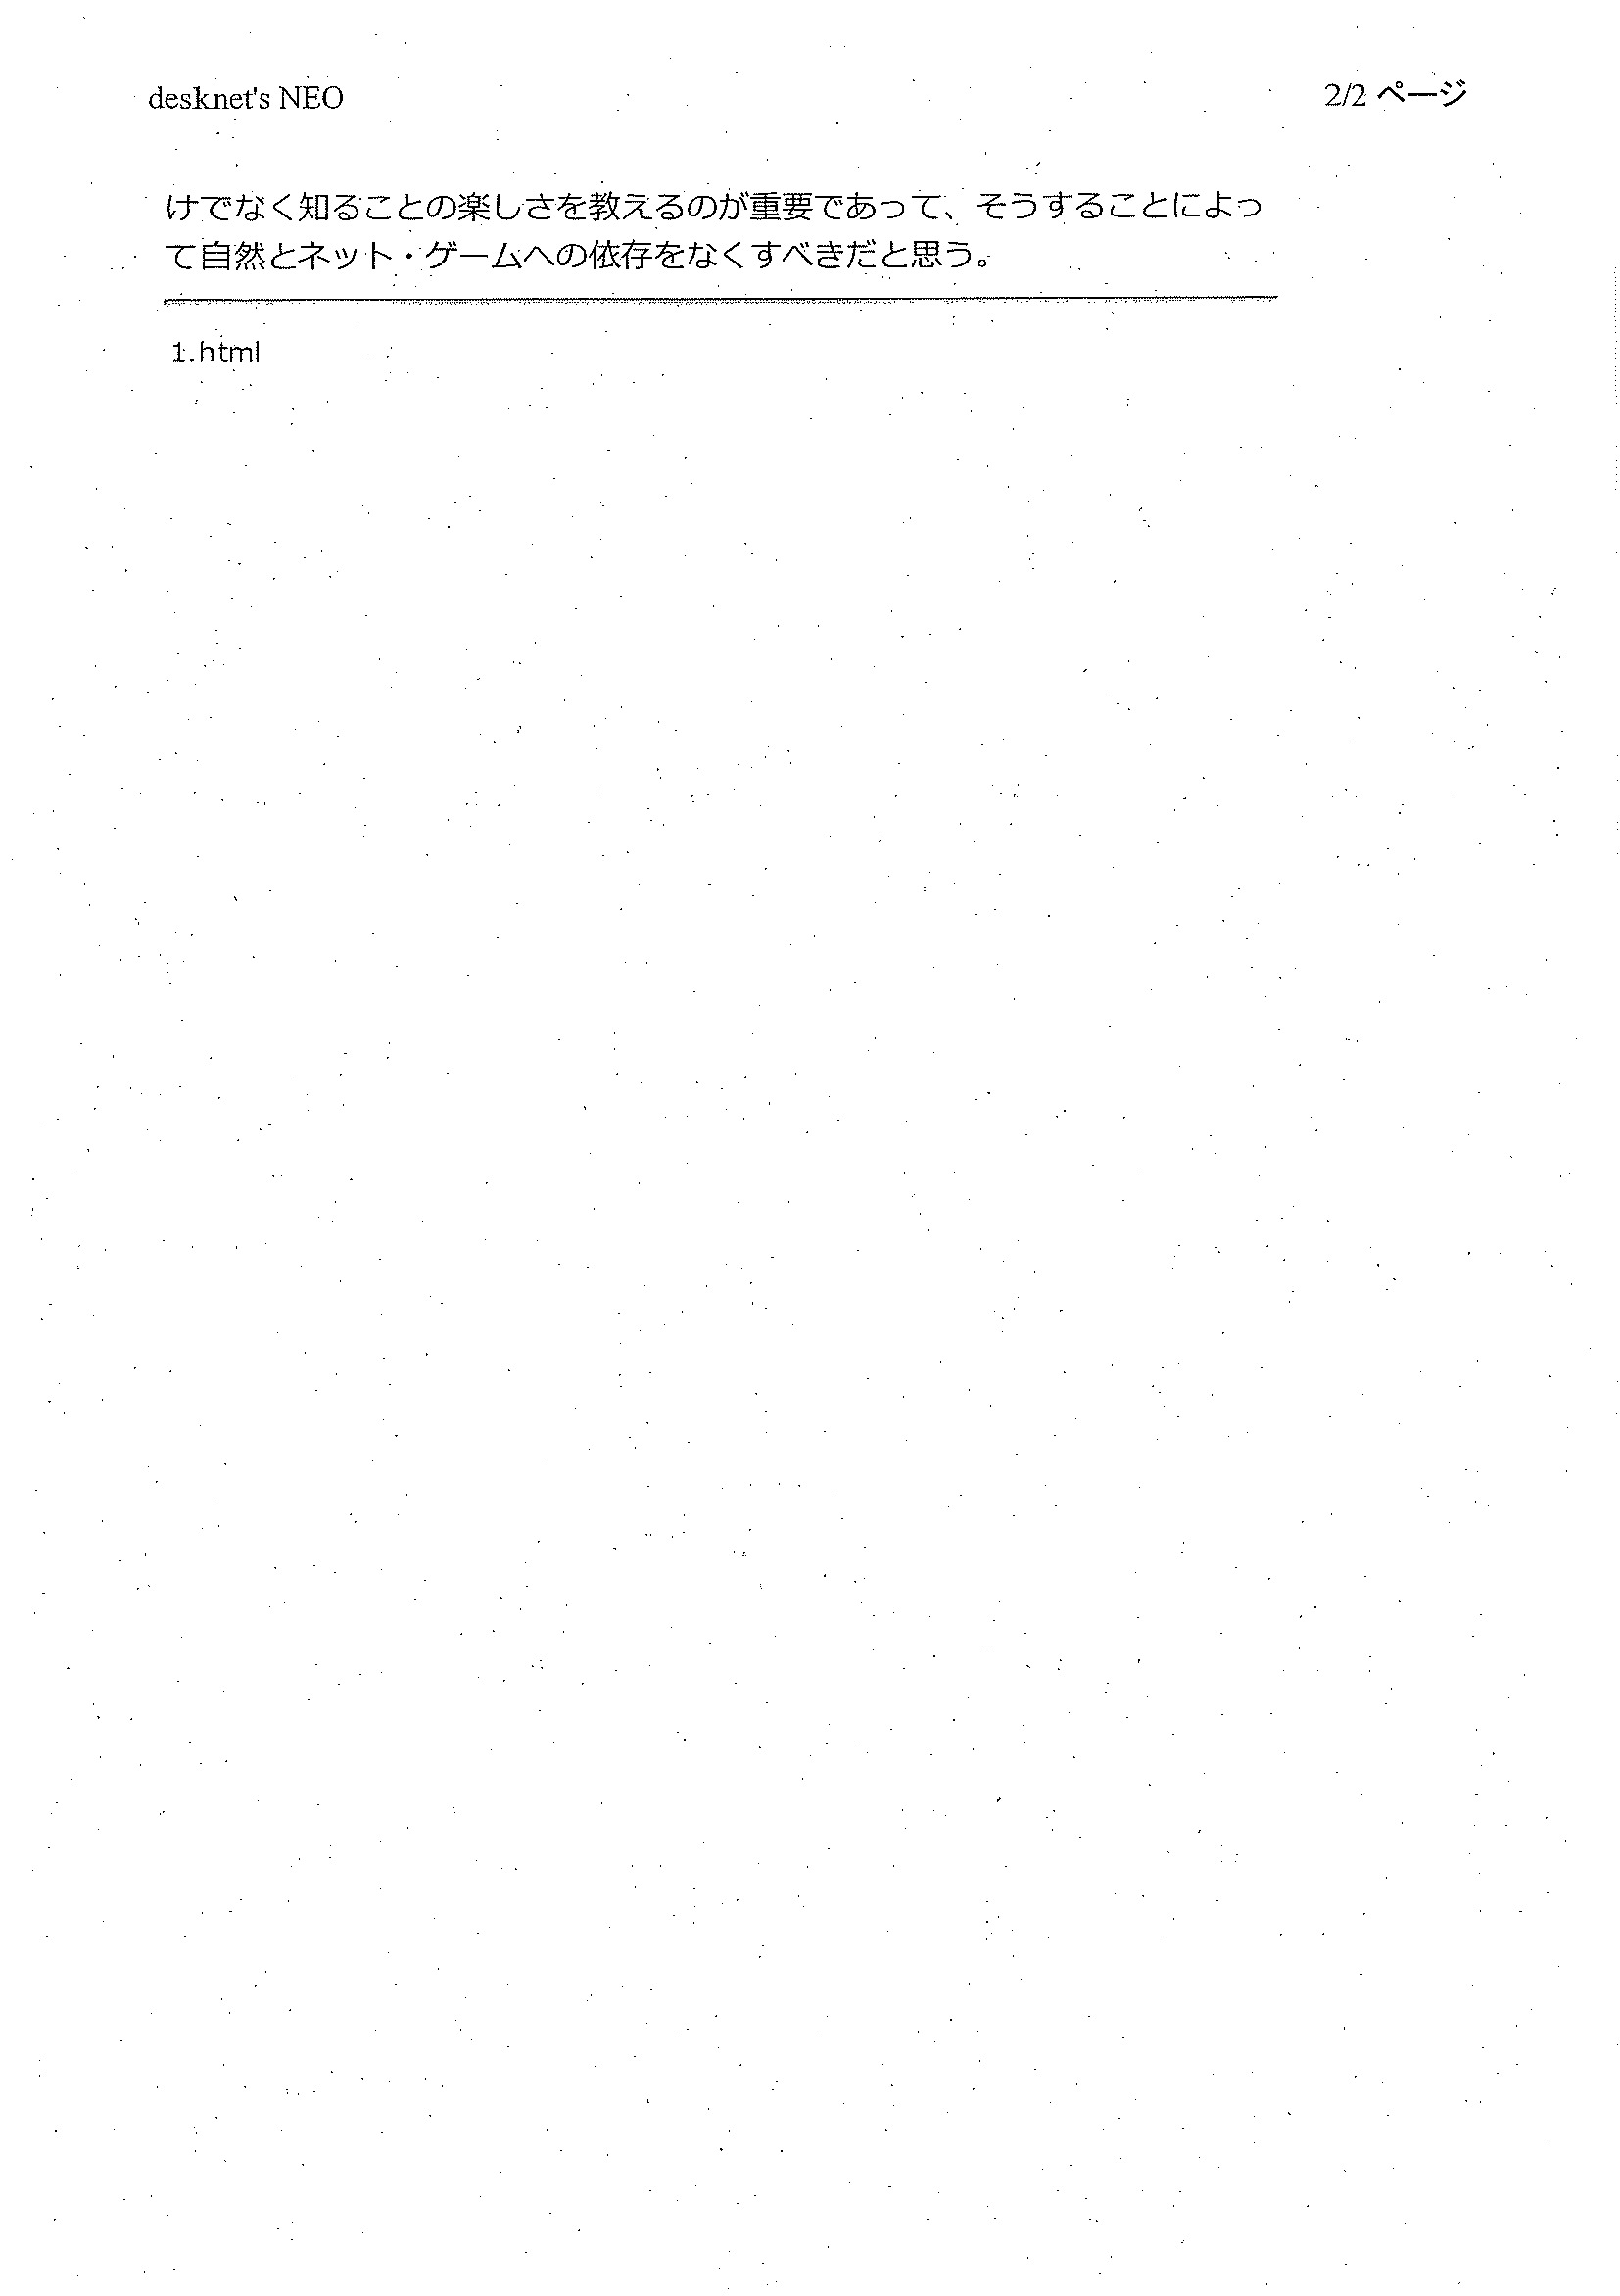 desknet's NEO
2/2 ページ
けでなく知ることの楽しさを教えるのが重要であって、そうすることによっ
て自然とネット・ゲームへの依存をなくすべきだと思う。
1.html